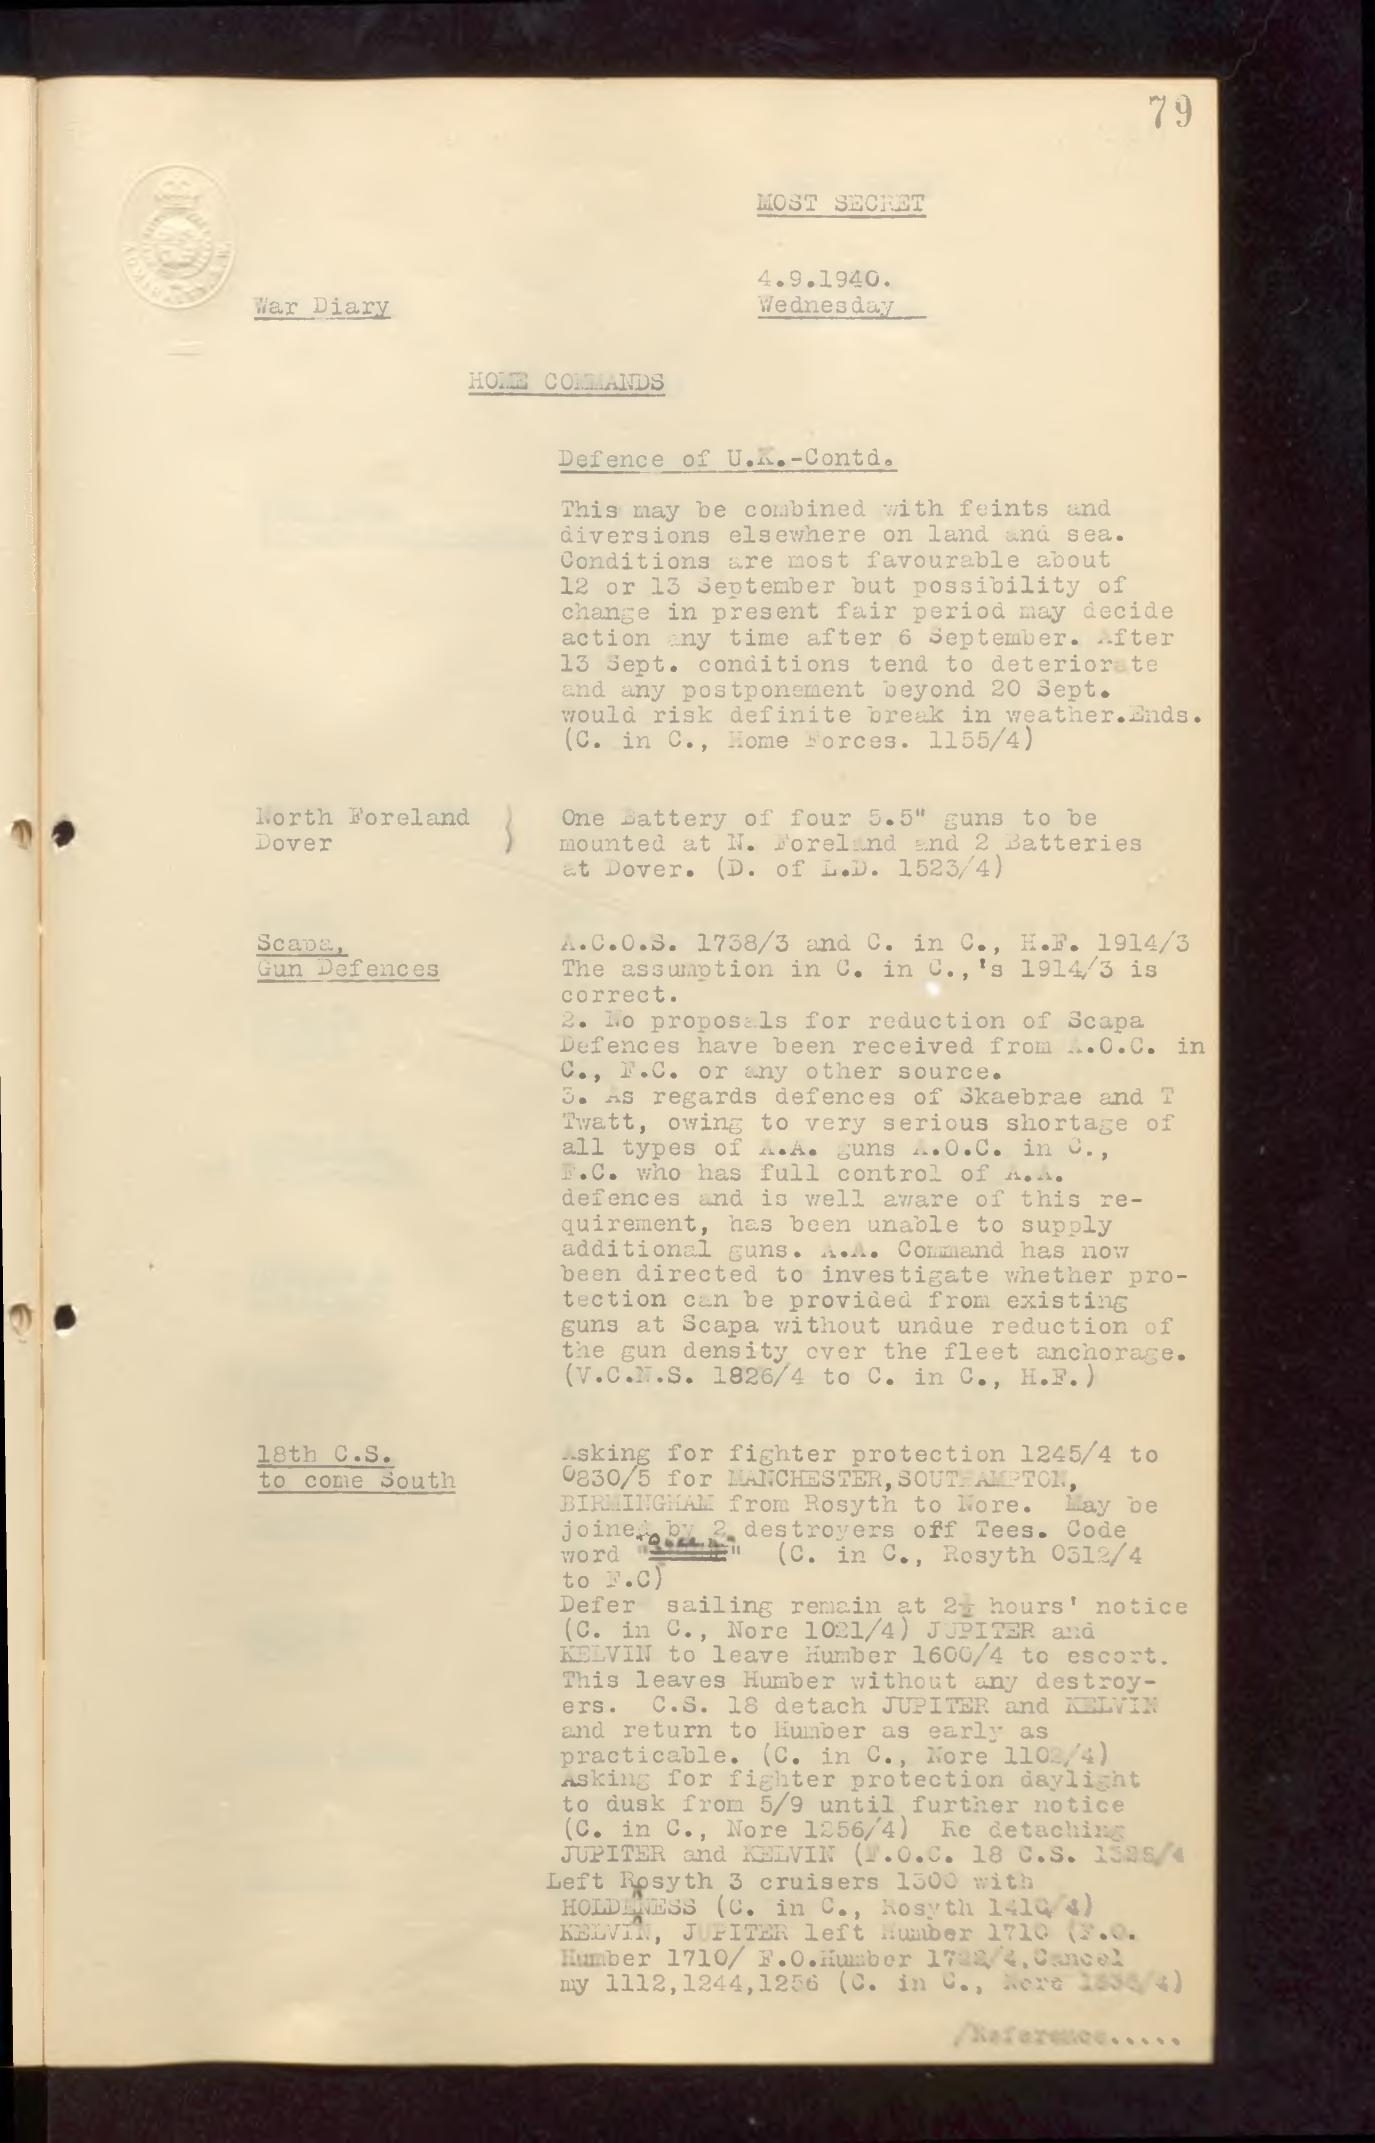 79
MOST SECRET
4.9.1940.
War Diary
Wednesday
HOME COMMANDS
Defence of U.K.-Contd.
This may be combined with feints and
diversions elsewhere on land and sea.
Conditions are most favourable about
12 or 13 September but possibility of
change in present fair period may decide
action any time after 6 September. After
13 Sept. conditions tend to deteriorate
and any postponement beyond 20 Sept.
would risk definite break in weather.Ends.
(C. in C., Home Forces. 1155/4)
North Foreland )
Dover )
One Battery of four 5.5" guns to be
mounted at N. Foreland and 2 Batteries
at Dover. (D. of L.D. 1523/4)
Scapa,
Gun Defences
A.C.O.S. 1738/3 and C. in C., H.F. 1914/3
The assumption in C. in C.,'s 1914/3 is
correct.
2. No proposals for reduction of Scapa
Defences have been received from A.O.C. in
C., F.C. or any other source.
3. As regards defences of Skaebrae and T
Twatt, owing to very serious shortage of
all types of A.A. guns A.O.C. in C.,
F.C. who has full control of A.A.
defences and is well aware of this re-
quirement, has been unable to supply
additional guns. A.A. Command has now
been directed to investigate whether pro-
tection can be provided from existing
guns at Scapa without undue reduction of
the gun density over the fleet anchorage.
(V.C.N.S. 1826/4 to C. in C., H.F.)
18th C.S.
to come South
Asking for fighter protection 1245/4 to
0830/5 for MANCHESTER,SOUTHAMPTON,
BIRMINGHAM from Rosyth to Nore. May be
joined by 2 destroyers off Tees. Code
word " " (C. in C., Rosyth 0312/4
to F.C)
Defer sailing remain at 2½ hours' notice
(C. in C., Nore 1021/4) JUPITER and
KELVIN to leave Humber 1600/4 to escort.
This leaves Humber without any destroy-
ers. C.S. 18 detach JUPITER and KELVIN
and return to Humber as early as
practicable. (C. in C., Nore 1102/4)
Asking for fighter protection daylight
to dusk from 5/9 until further notice
(C. in C., Nore 1256/4) Re detaching
JUPITER and KELVIN (F.O.C. 18 C.S.
Left Rosyth 3 cruisers 1300 with
HOLDENESS (C. in C., Rosyth 1410/4)
KELVIN, JUPITER left Humber 1710 (F.O.
Humber 1710/ F.O.Humber Cancel
my 1112,1244,1256 (C. in C., Nore
/Reference.....